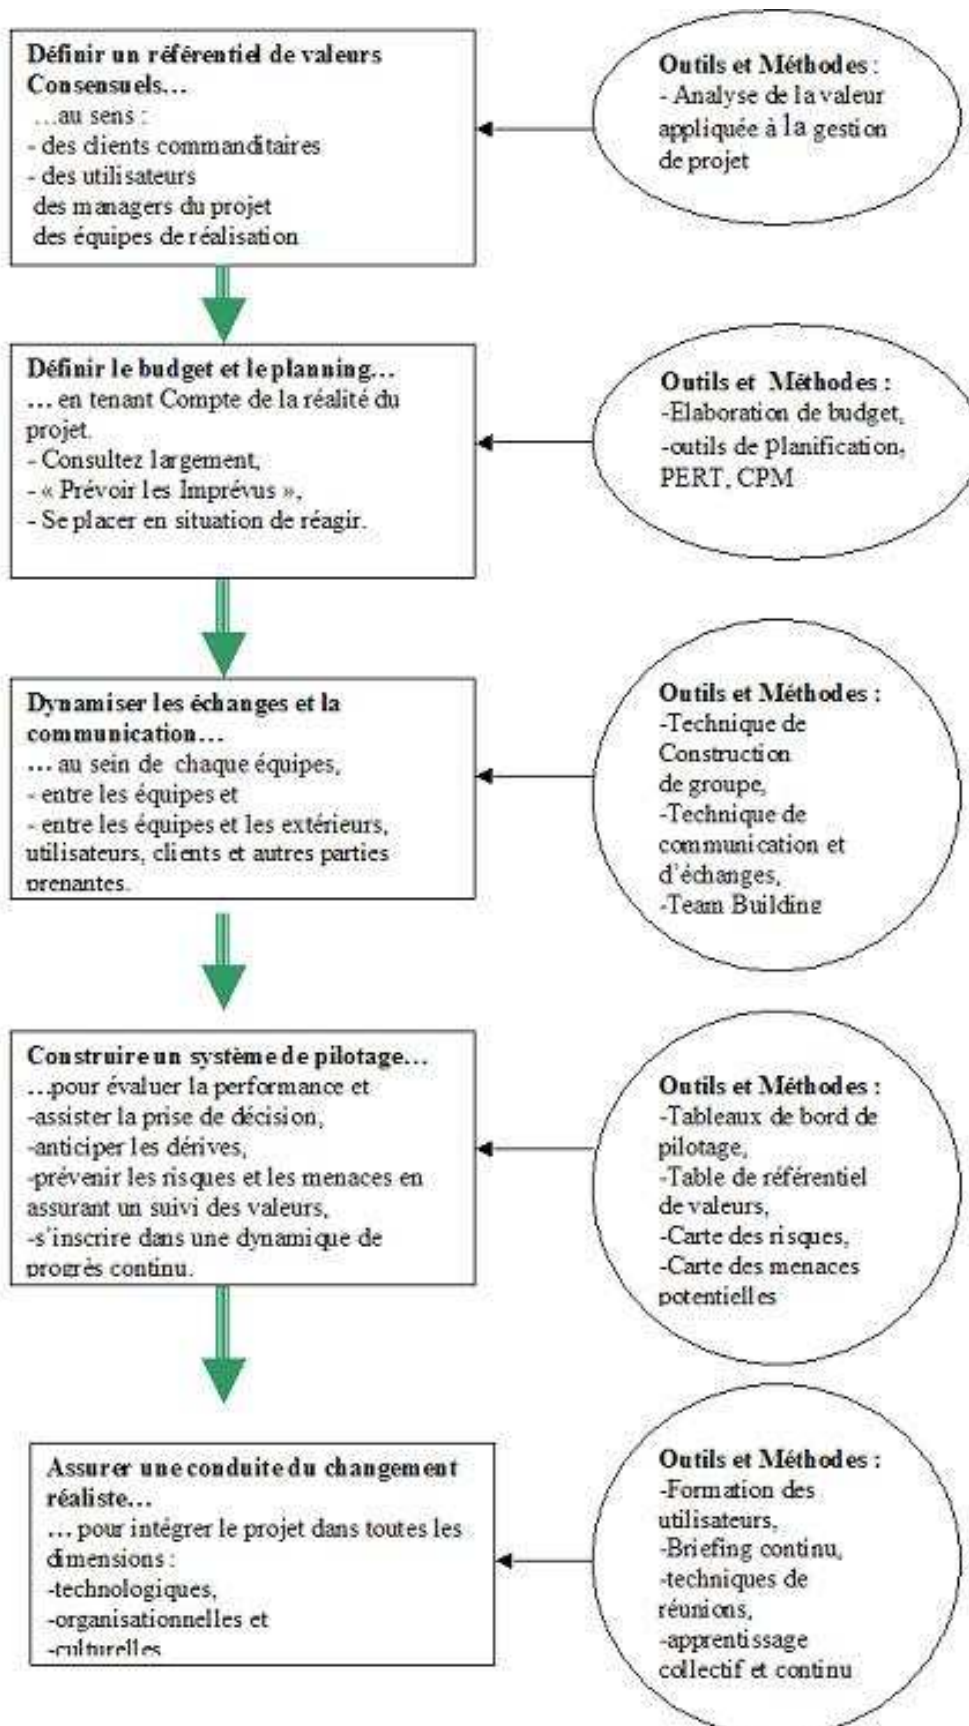 Définir un référentiel de valeurs
Consensuels…
…au sens :
- des clients commanditaires
- des utilisateurs
des managers du projet
des équipes de réalisation
Outils et Méthodes :
- Analyse de la valeur
appliquée à la gestion
de projet
Définir le budget et le planning…
… en tenant Compte de la réalité du
projet.
- Consultez largement,
- « Prévoir les Imprévus »,
- Se placer en situation de réagir.
Outils et Méthodes :
-Elaboration de budget,
-outils de planification,
PERT, CPM
Dynamiser les échanges et la
communication…
… au sein de chaque équipes,
- entre les équipes et
- entre les équipes et les extérieurs,
utilisateurs, clients et autres parties
prenantes.
Outils et Méthodes :
-Technique de
Construction
de groupe,
-Technique de
communication et
d'échanges,
-Team Building
Construire un système de pilotage…
…pour évaluer la performance et
-assister la prise de décision,
-anticiper les dérives,
-prévenir les risques et les menaces en
assurant un suivi des valeurs,
-s'inscrire dans une dynamique de
progrès continu.
Outils et Méthodes :
-Tableaux de bord de
pilotage,
-Table de référentiel
de valeurs,
-Carte des risques,
-Carte des menaces
potentielles
Assurer une conduite du changement
réaliste…
… pour intégrer le projet dans toutes les
dimensions :
-technologiques,
-organisationnelles et
-culturelles
Outils et Méthodes :
-Formation des
utilisateurs,
-Briefing continu,
-techniques de
réunions,
-apprentissage
collectif et continu